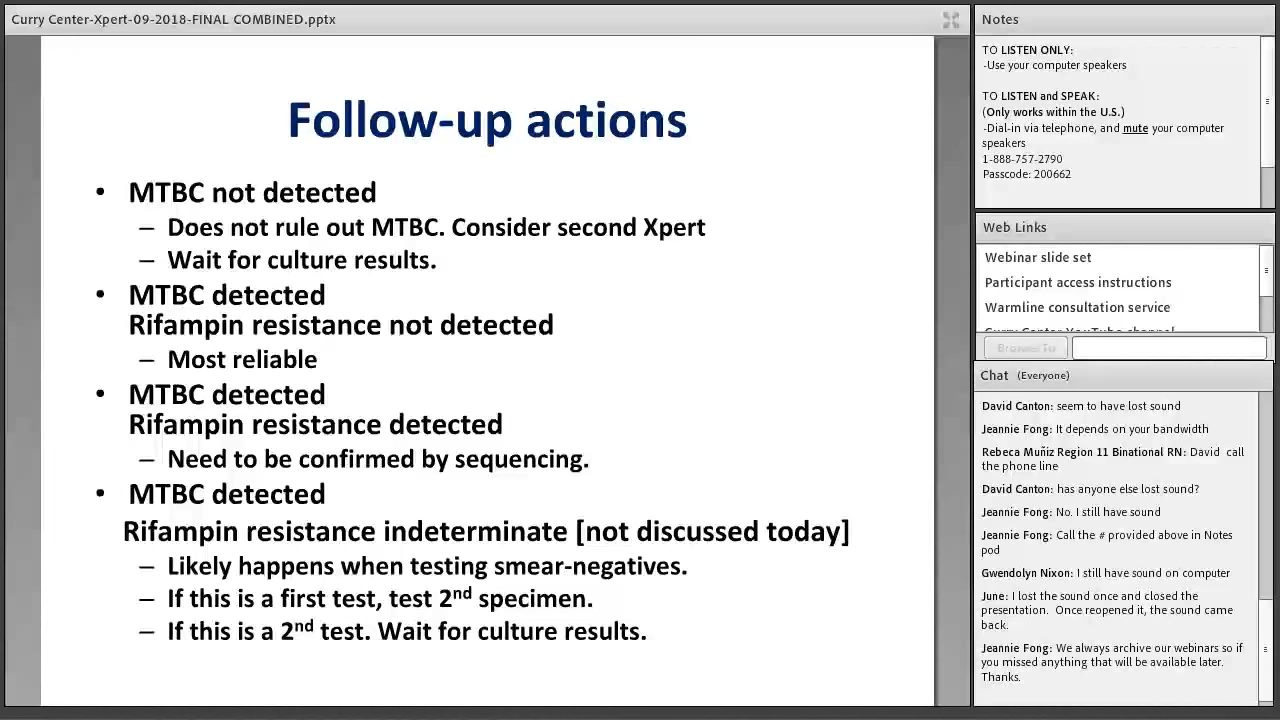 Curry Center-Xpert-09-2018-FINAL COMBINED.pptx
Follow-up actions
• MTBC not detected
– Does not rule out MTBC. Consider second Xpert
– Wait for culture results.
• MTBC detected
Rifampin resistance not detected
– Most reliable
• MTBC detected
Rifampin resistance detected
– Need to be confirmed by sequencing.
• MTBC detected
Rifampin resistance indeterminate [not discussed today]
– Likely happens when testing smear-negatives.
– If this is a first test, test 2nd specimen.
– If this is a 2nd test. Wait for culture results.
Notes
TO LISTEN ONLY:
-Use your computer speakers
TO LISTEN and SPEAK:
(Only works within the U.S.)
-Dial-in via telephone, and mute your computer
speakers
1-888-757-2790
Passcode: 200662
Web Links
Webinar slide set
Participant access instructions
Warmline consultation service
Curry Center YouTube channel
Browse To
Chat (Everyone)
David Canton: seem to have lost sound
Jeannie Fong: It depends on your bandwidth
Rebeca Muñiz Region 11 Binational RN: David call
the phone line
David Canton: has anyone else lost sound?
Jeannie Fong: No. I still have sound
Jeannie Fong: Call the # provided above in Notes
pod
Gwendolyn Nixon: I still have sound on computer
June: I lost the sound once and closed the
presentation. Once reopened it, the sound came
back.
Jeannie Fong: We always archive our webinars so if
you missed anything that will be available later.
Thanks.